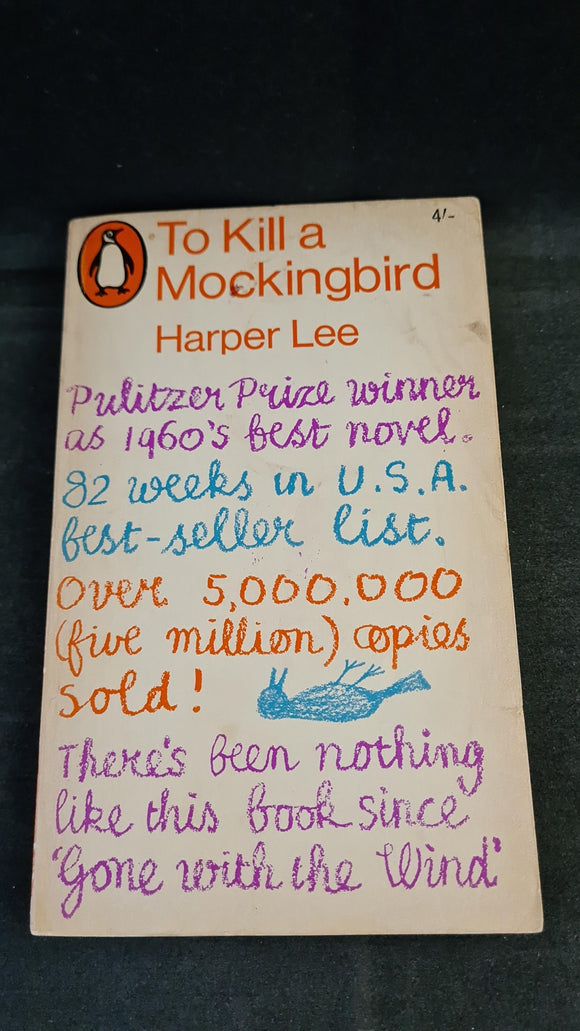 4/-
To Kill a
Mockingbird
Harper Lee
Pulitzer Prize winner
as 1960's best novel.
82 weeks in U.S.A.
best-seller list.
Over 5,000,000
(five million) copies
sold!
There's been nothing
like this book since
'Gone with the Wind'